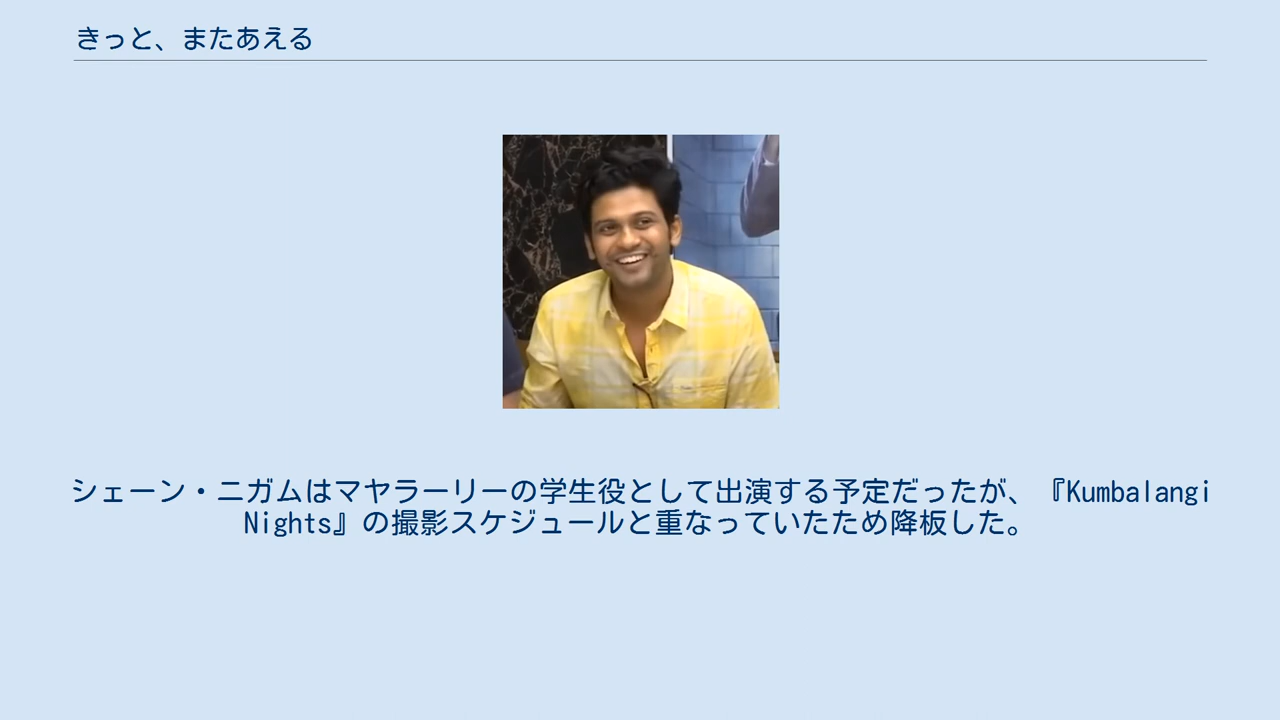 きっと、またあえる
シェーン・ニガムはマヤラーリーの学生役として出演する予定だったが、『Kumbalangi
Nights』の撮影スケジュールと重なっていたため降板した。